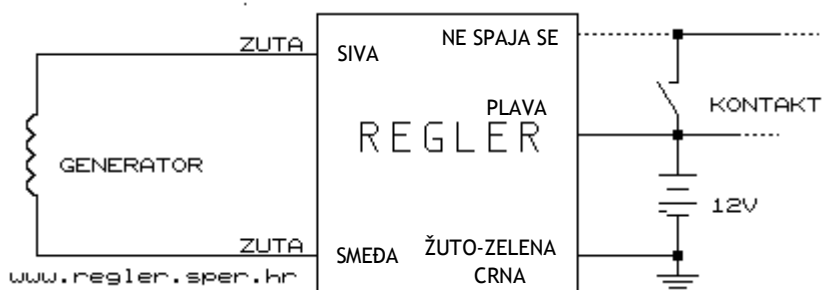 ZUTA
SIVA
NE SPAJA SE
PLAVA
KONTAKT
REGLER
GENERATOR
12V
ZUTA
SMEĐA
ŽUTO-ZELENA
CRNA
www.regler.sper.hr